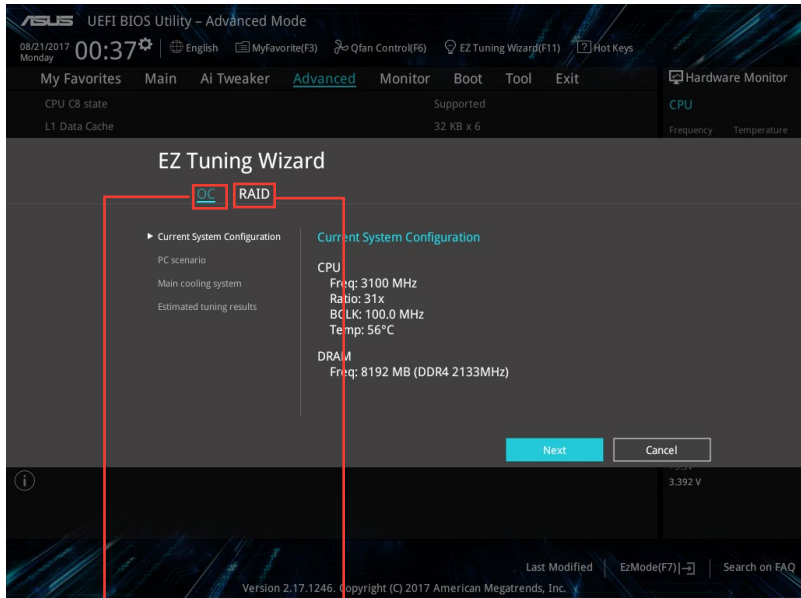 ASUS UEFI BIOS Utility – Advanced Mode
08/21/2017 Monday 00:37 English MyFavorite(F3) Qfan Control(F6) EZ Tuning Wizard(F11) ? Hot Keys
My Favorites Main Ai Tweaker Advanced Monitor Boot Tool Exit Hardware Monitor
CPU C8 state Supported CPU
L1 Data Cache 32 KB x 6 Frequency Temperature
EZ Tuning Wizard
OC RAID
Current System Configuration
PC scenario
Main cooling system
Estimated tuning results
Current System Configuration
CPU
Freq: 3100 MHz
Ratio: 31x
BCLK: 100.0 MHz
Temp: 56°C
DRAM
Freq: 8192 MB (DDR4 2133MHz)
Next Cancel
i
3.392 V
Last Modified EzMode(F7) Search on FAQ
Version 2.17.1246. Copyright (C) 2017 American Megatrends, Inc.